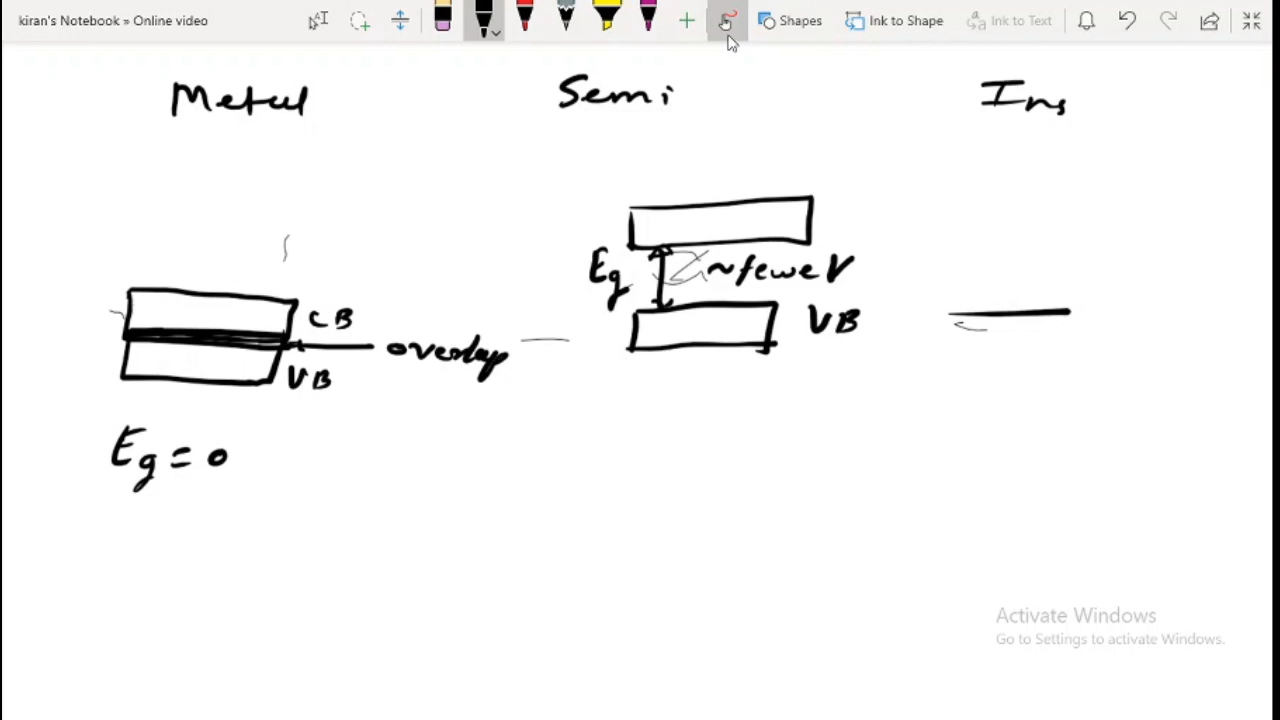 kiran's Notebook » Online video
Shapes
Ink to Shape
Ink to Text
Metal
Semi
Ins
Eg
~few eV
CB
VB
overlap
VB
Eg = 0
Activate Windows
Go to Settings to activate Windows.